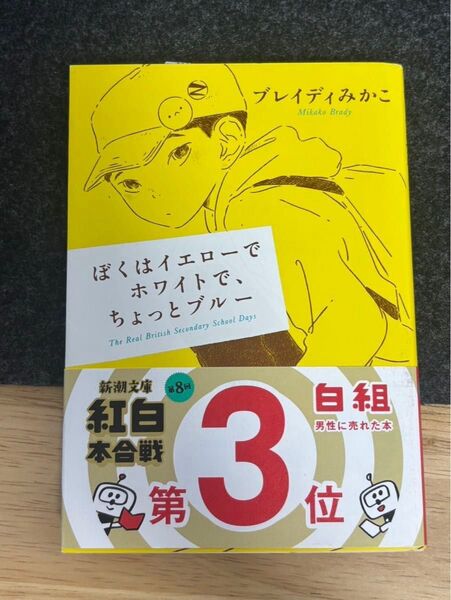 ブレイディみかこ
Mikako Brady
ぼくはイエローで
ホワイトで、
ちょっとブルー
The Real British Secondary School Days
新潮文庫
第8回
紅白
本合戦
白組
男性に売れた本
第3位